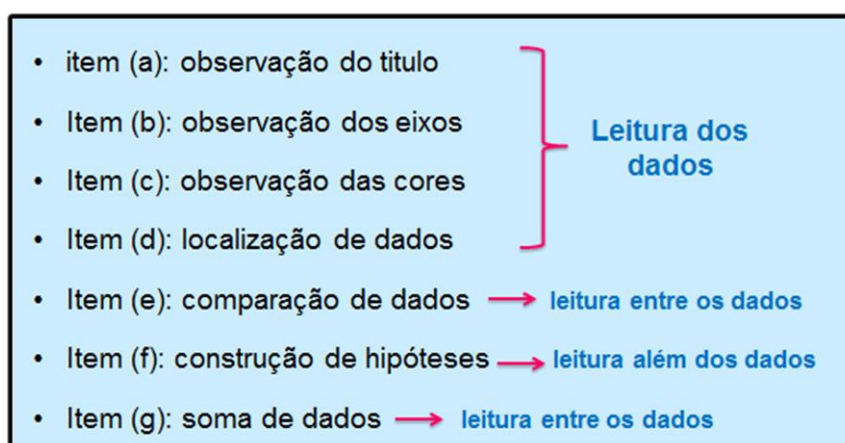 • item (a): observação do titulo
• Item (b): observação dos eixos
• Item (c): observação das cores
• Item (d): localização de dados
Leitura dos
dados
• Item (e): comparação de dados → leitura entre os dados
• Item (f): construção de hipóteses → leitura além dos dados
• Item (g): soma de dados → leitura entre os dados